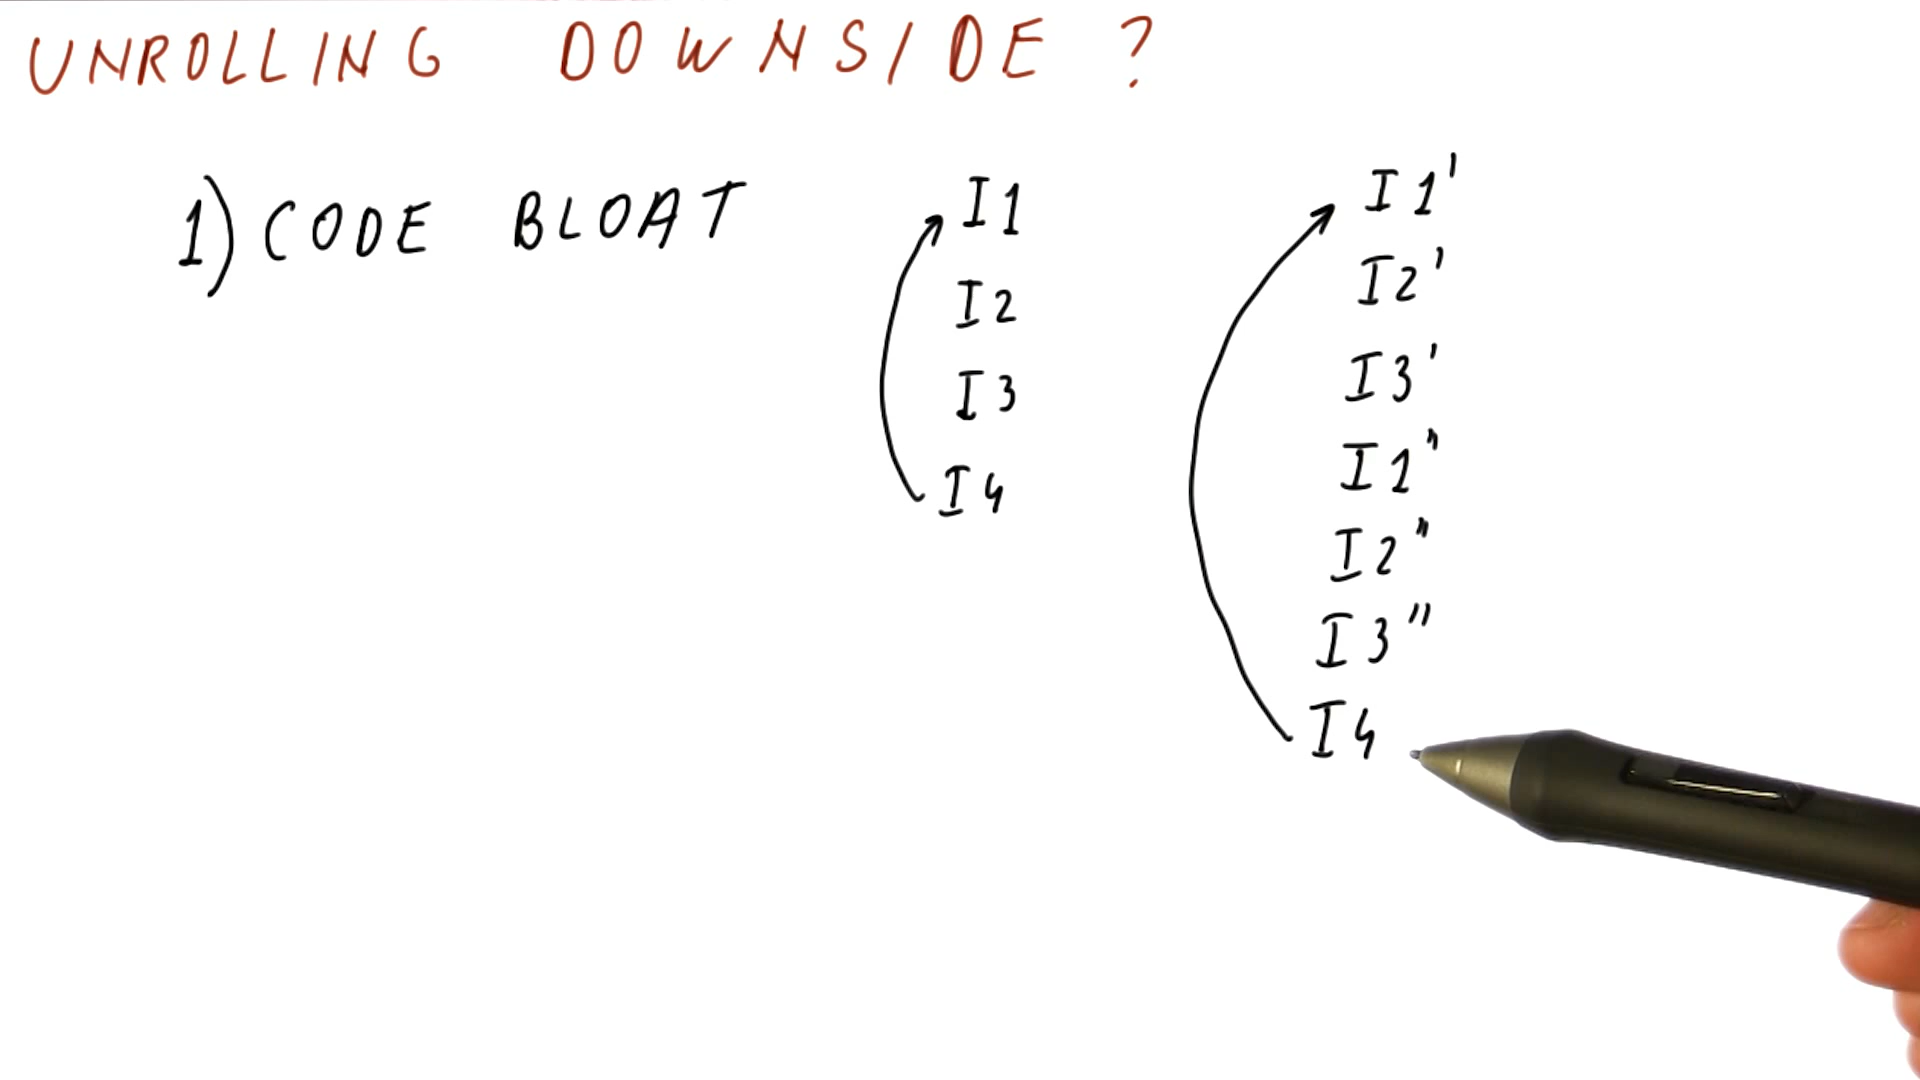 UNROLLING DOWNSIDE ?
1) CODE BLOAT
I1
I2
I3
I4
I1'
I2'
I3'
I1"
I2"
I3"
I4